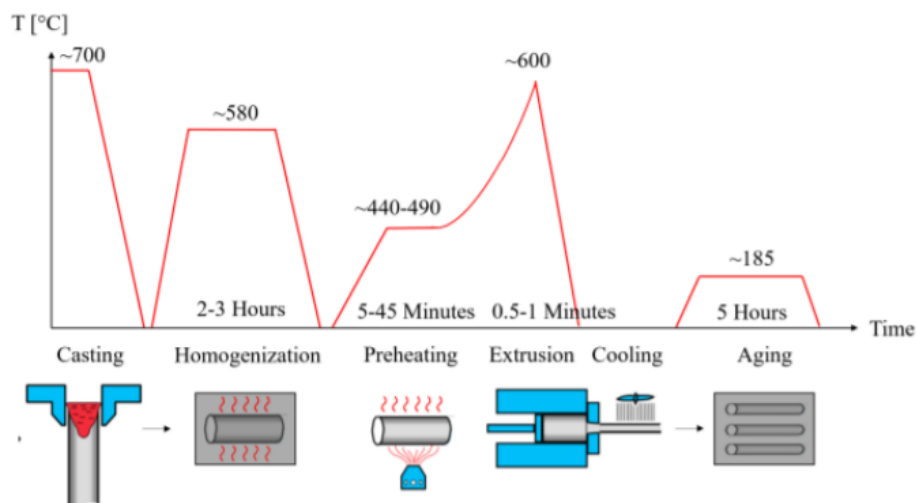 T [°C]
~700
~600
~580
~440-490
~185
2-3 Hours
5-45 Minutes
0.5-1 Minutes
5 Hours
Time
Casting
Homogenization
Preheating
Extrusion
Cooling
Aging